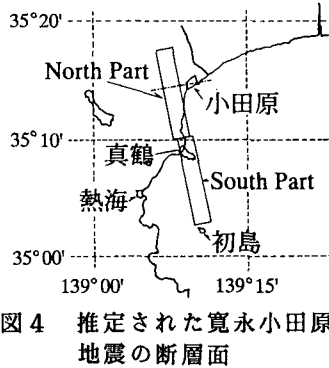 35°20'
North Part
小田原
35°10'
真鶴
South Part
熱海
初島
35°00'
139°00' 139°15'
図4 推定された寛永小田原
地震の断層面